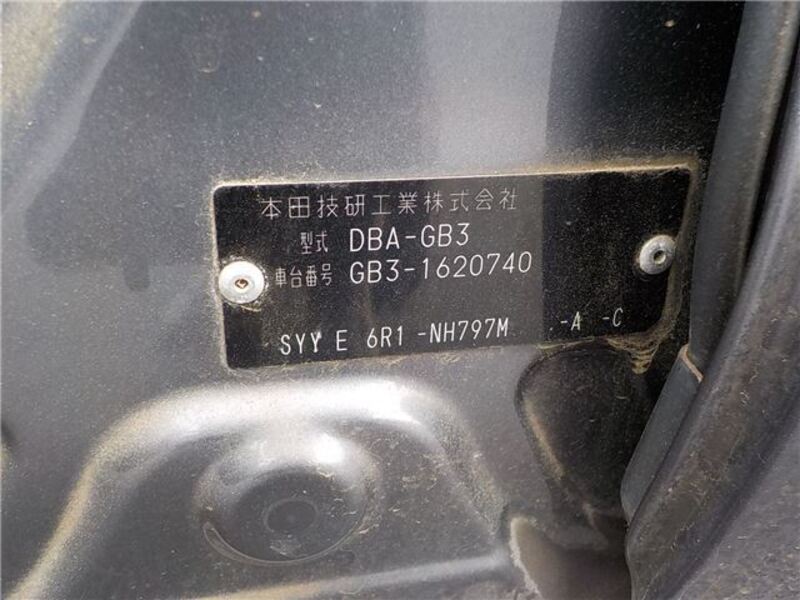 本田技研工業株式会社
型式 DBA-GB3
車台番号 GB3-1620740
SYY E 6R1 -NH797M -A -C